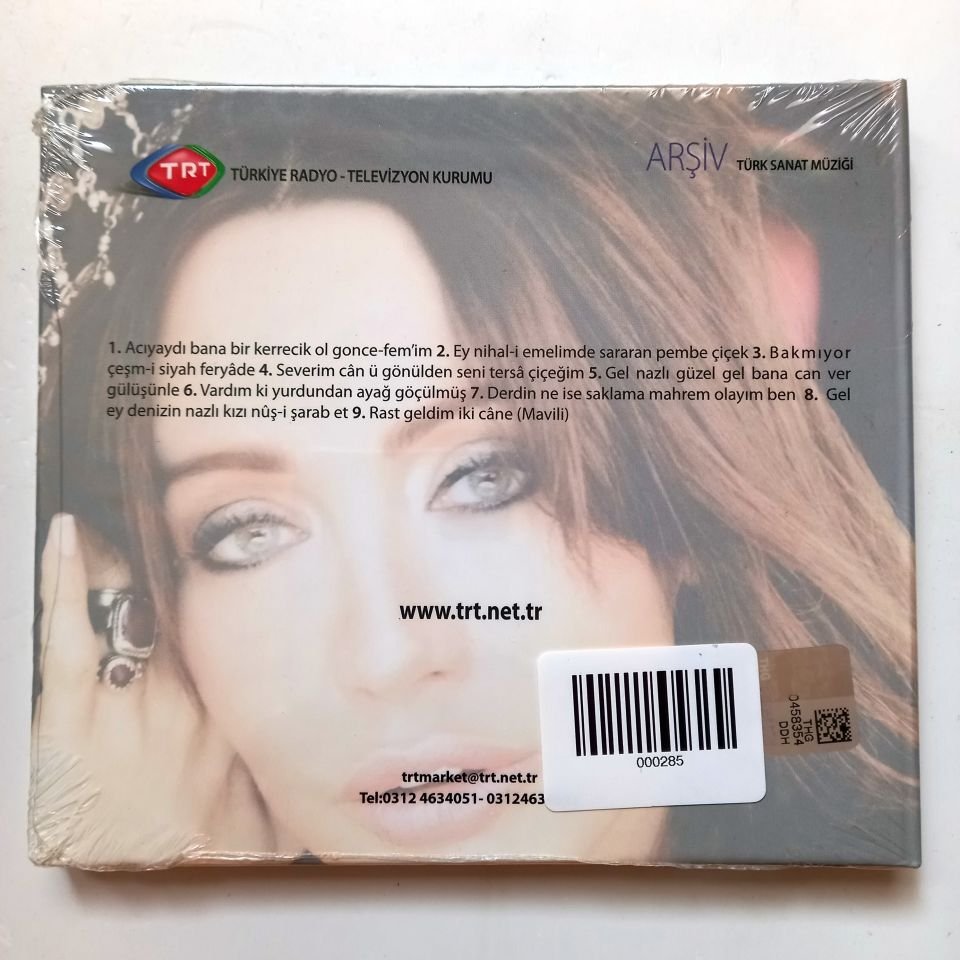 TRT TÜRKİYE RADYO - TELEVİZYON KURUMU
ARŞİV TÜRK SANAT MÜZİĞİ
1. Acıyaydı bana bir kerrecik ol gonce-fem'im 2. Ey nihal-i emelimde sararan pembe çiçek 3. Bakmıyor
çeşm-i siyah feryâde 4. Severim cân ü gönülden seni tersâ çiçeğim 5. Gel nazlı güzel gel bana can ver
gülüşünle 6. Vardım ki yurdundan ayağ göçülmüş 7. Derdin ne ise saklama mahrem olayım ben 8. Gel
ey denizin nazlı kızı nûş-i şarab et 9. Rast geldim iki câne (Mavili)
www.trt.net.tr
000285
0458354
THG
DDH
trtmarket@trt.net.tr
Tel:0312 4634051- 0312463